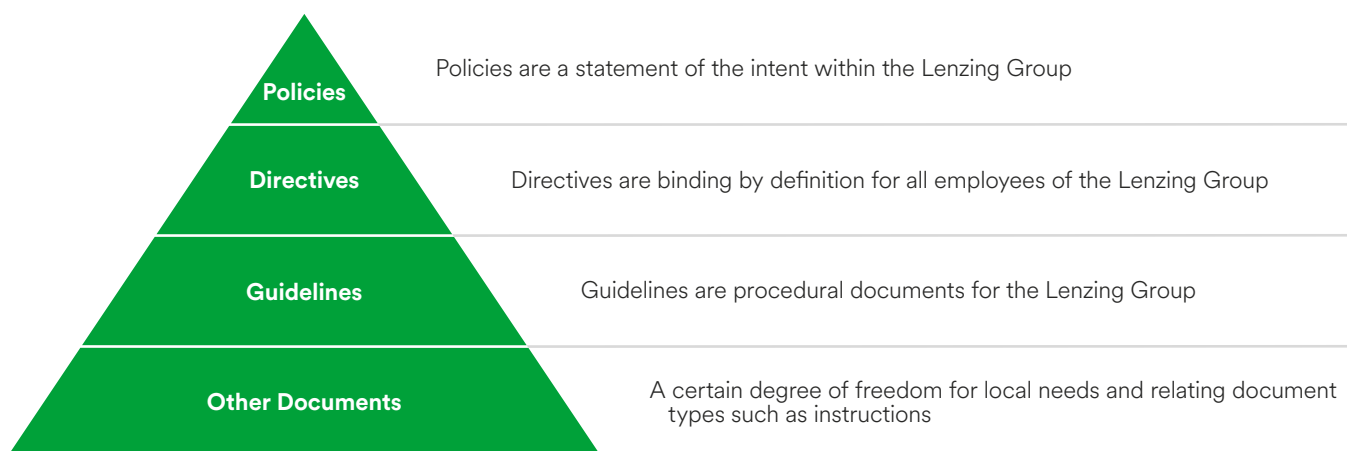 Policies
Policies are a statement of the intent within the Lenzing Group
Directives
Directives are binding by definition for all employees of the Lenzing Group
Guidelines
Guidelines are procedural documents for the Lenzing Group
Other Documents
A certain degree of freedom for local needs and relating document
types such as instructions